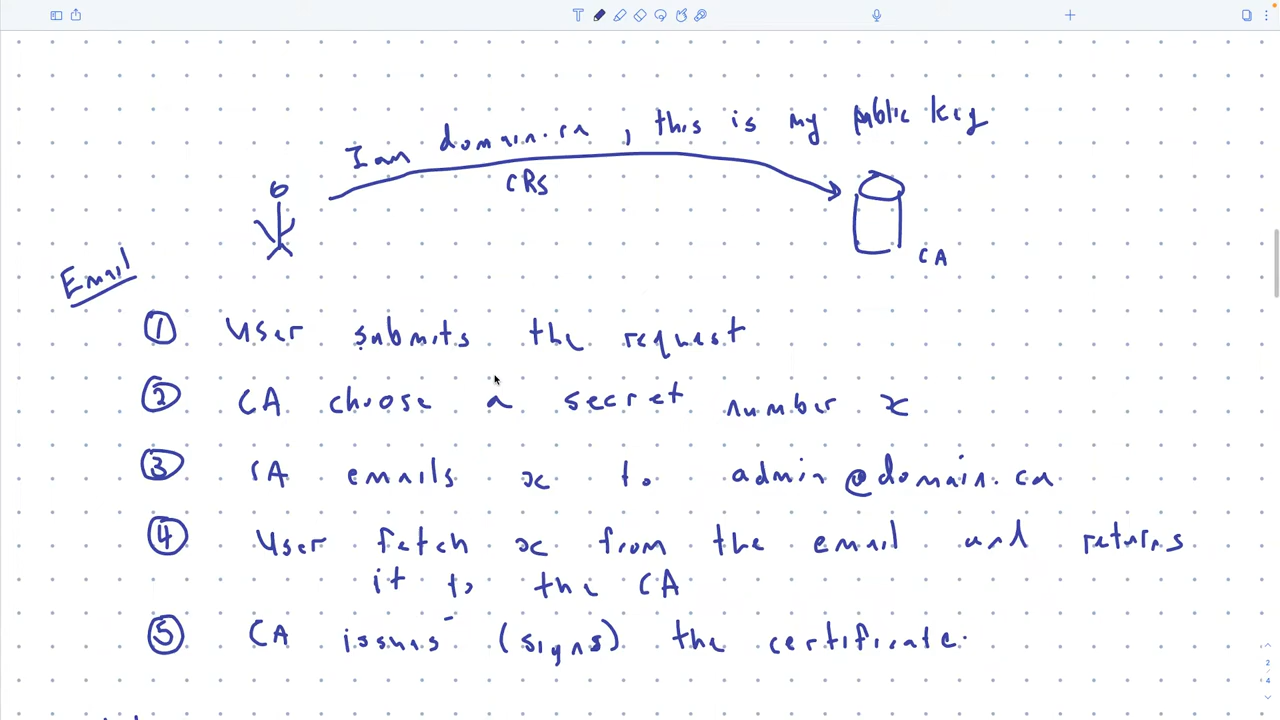 I am domain.ca, this is my public key
CRS
CA
Email
① User submits the request
② CA choose a secret number x
③ CA emails x to admin@domain.ca
④ User fetch x from the email and returns
it to the CA
⑤ CA issues (signs) the certificate.
2
4